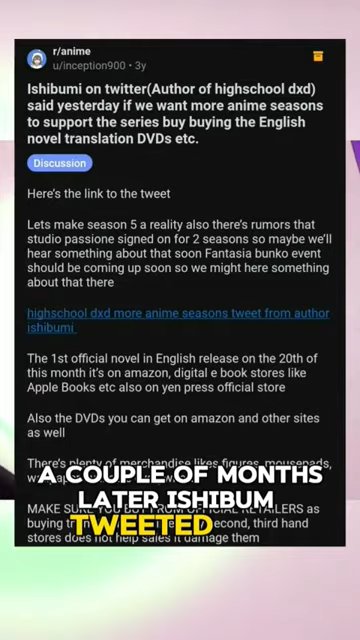 r/anime
u/inception900 • 3y
Ishibumi on twitter(Author of highschool dxd)
said yesterday if we want more anime seasons
to support the series buy buying the English
novel translation DVDs etc.
Discussion
Here's the link to the tweet
Lets make season 5 a reality also there's rumors that
studio passione signed on for 2 seasons so maybe we'll
hear something about that soon Fantasia bunko event
should be coming up soon so we might here something
about that there
highschool dxd more anime seasons tweet from author
ishibumi
The 1st official novel in English release on the 20th of
this month it's on amazon, digital e book stores like
Apple Books etc also on yen press official store
Also the DVDs you can get on amazon and other sites
as well
There's plenty of merchandise likes figures, mousepads,
A COUPLE OF MONTHS
LATER ISHIBUM
MAKE SURE YOU BUY FROM OFFICIAL RETAILERS as
TWEETED
buying second, third hand
stores does not help sales it damage them